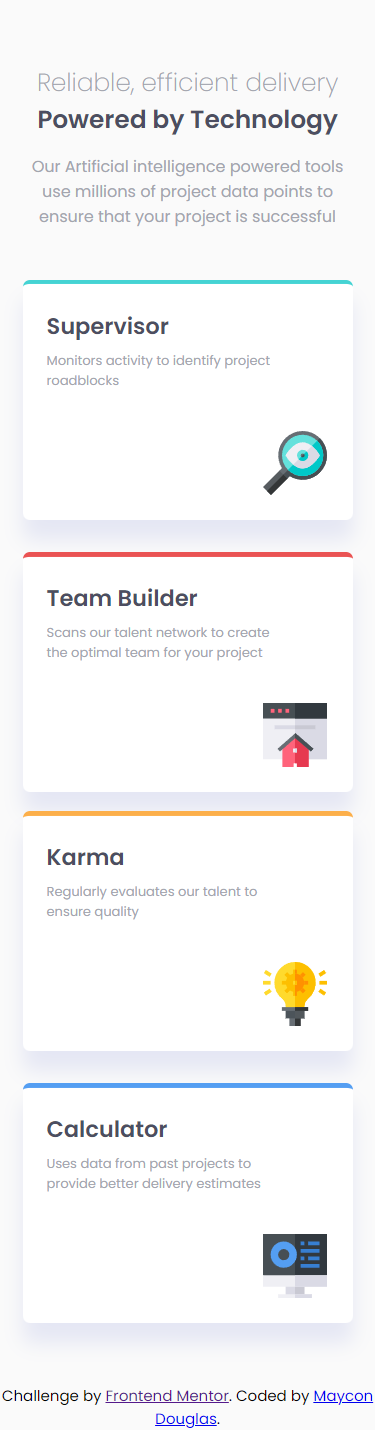 Reliable, efficient delivery
Powered by Technology
Our Artificial intelligence powered tools
use millions of project data points to
ensure that your project is successful
Supervisor
Monitors activity to identify project
roadblocks
Team Builder
Scans our talent network to create
the optimal team for your project
Karma
Regularly evaluates our talent to
ensure quality
Calculator
Uses data from past projects to
provide better delivery estimates
Challenge by Frontend Mentor. Coded by Maycon
Douglas.